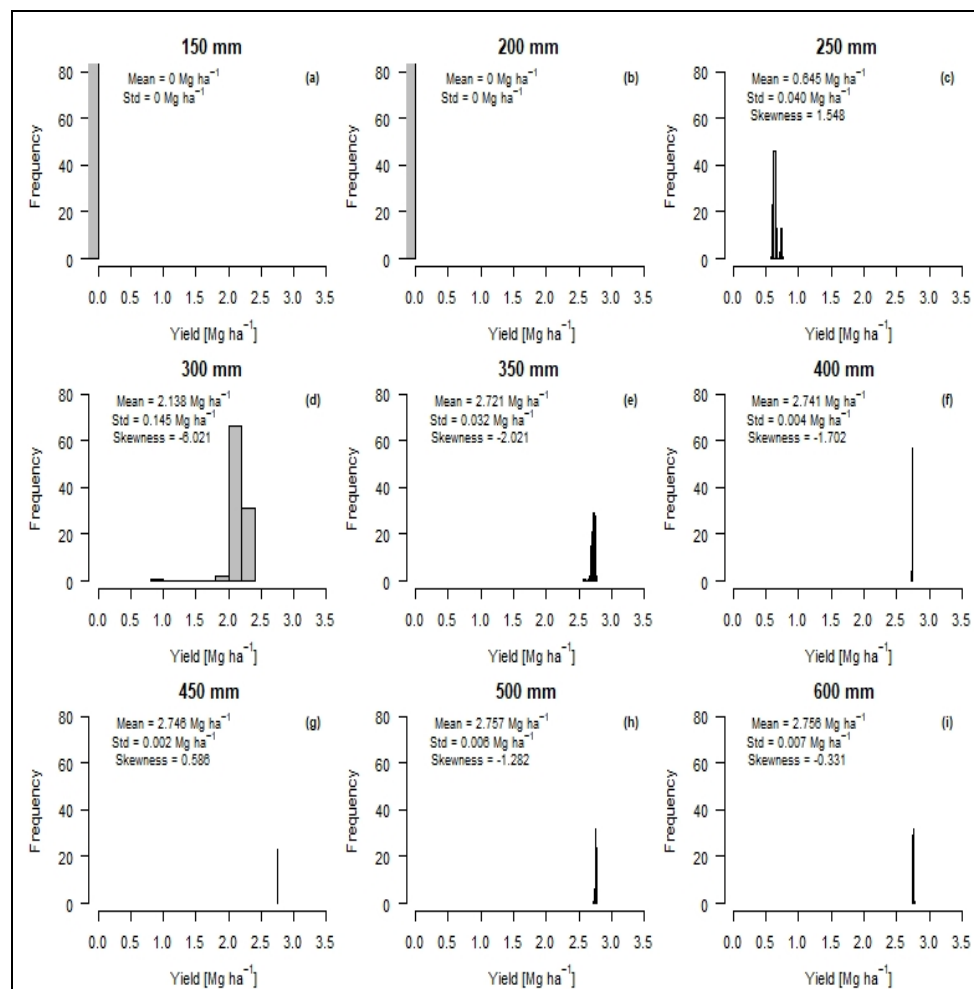 150 mm
Mean = 0 Mg ha⁻¹
Std = 0 Mg ha⁻¹
(a)
Frequency
80
60
40
20
0
0.0 0.5 1.0 1.5 2.0 2.5 3.0 3.5
Yield [Mg ha⁻¹]
200 mm
Mean = 0 Mg ha⁻¹
Std = 0 Mg ha⁻¹
(b)
Frequency
80
60
40
20
0
0.0 0.5 1.0 1.5 2.0 2.5 3.0 3.5
Yield [Mg ha⁻¹]
250 mm
Mean = 0.645 Mg ha⁻¹
Std = 0.040 Mg ha⁻¹
Skewness = 1.548
(c)
Frequency
80
60
40
20
0
0.0 0.5 1.0 1.5 2.0 2.5 3.0 3.5
Yield [Mg ha⁻¹]
300 mm
Mean = 2.138 Mg ha⁻¹
Std = 0.145 Mg ha⁻¹
Skewness = -6.021
(d)
Frequency
80
60
40
20
0
0.0 0.5 1.0 1.5 2.0 2.5 3.0 3.5
Yield [Mg ha⁻¹]
350 mm
Mean = 2.721 Mg ha⁻¹
Std = 0.032 Mg ha⁻¹
Skewness = -2.021
(e)
Frequency
80
60
40
20
0
0.0 0.5 1.0 1.5 2.0 2.5 3.0 3.5
Yield [Mg ha⁻¹]
400 mm
Mean = 2.741 Mg ha⁻¹
Std = 0.004 Mg ha⁻¹
Skewness = -1.702
(f)
Frequency
80
60
40
20
0
0.0 0.5 1.0 1.5 2.0 2.5 3.0 3.5
Yield [Mg ha⁻¹]
450 mm
Mean = 2.746 Mg ha⁻¹
Std = 0.002 Mg ha⁻¹
Skewness = 0.586
(g)
Frequency
80
60
40
20
0
0.0 0.5 1.0 1.5 2.0 2.5 3.0 3.5
Yield [Mg ha⁻¹]
500 mm
Mean = 2.757 Mg ha⁻¹
Std = 0.006 Mg ha⁻¹
Skewness = -1.282
(h)
Frequency
80
60
40
20
0
0.0 0.5 1.0 1.5 2.0 2.5 3.0 3.5
Yield [Mg ha⁻¹]
600 mm
Mean = 2.756 Mg ha⁻¹
Std = 0.007 Mg ha⁻¹
Skewness = -0.331
(i)
Frequency
80
60
40
20
0
0.0 0.5 1.0 1.5 2.0 2.5 3.0 3.5
Yield [Mg ha⁻¹]